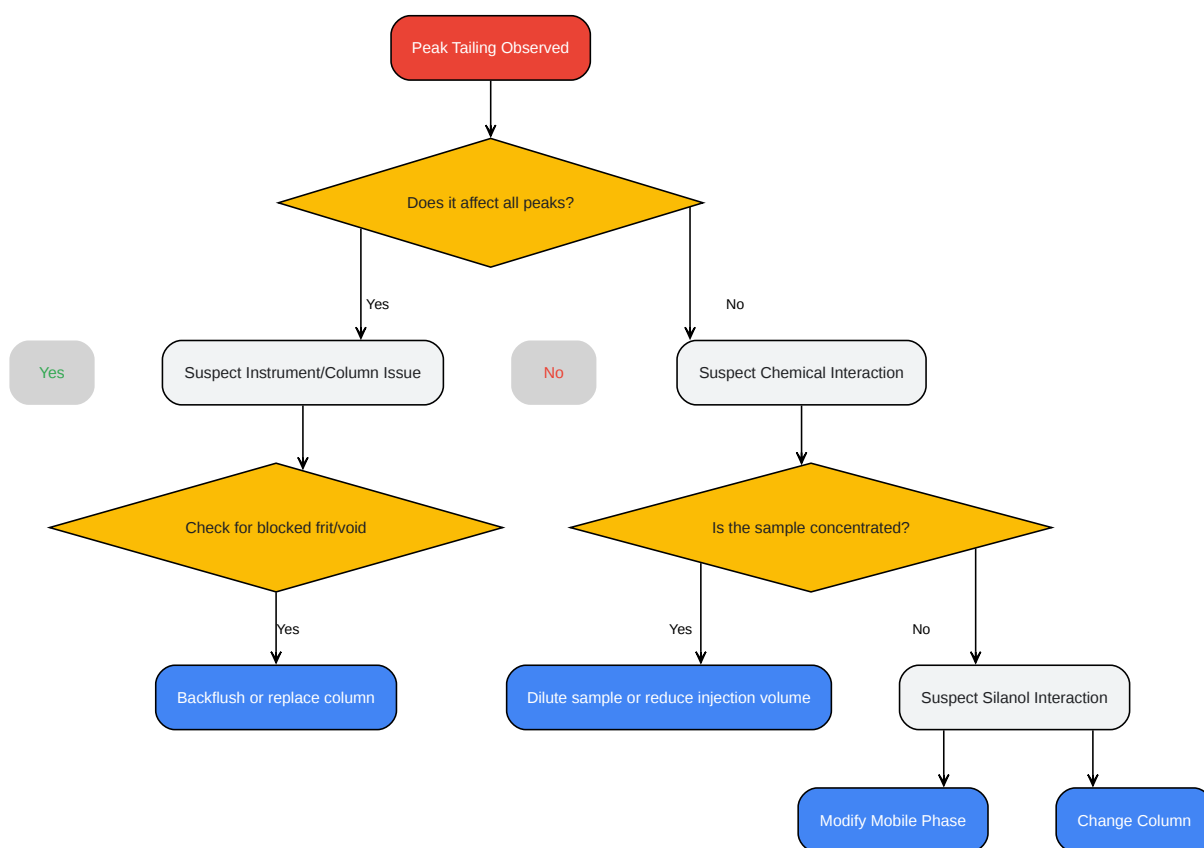 Peak Tailing Observed
Does it affect all peaks?
Yes
No
Yes
Suspect Instrument/Column Issue
No
Suspect Chemical Interaction
Check for blocked frit/void
Is the sample concentrated?
Yes
Yes
No
Backflush or replace column
Dilute sample or reduce injection volume
Suspect Silanol Interaction
Modify Mobile Phase
Change Column